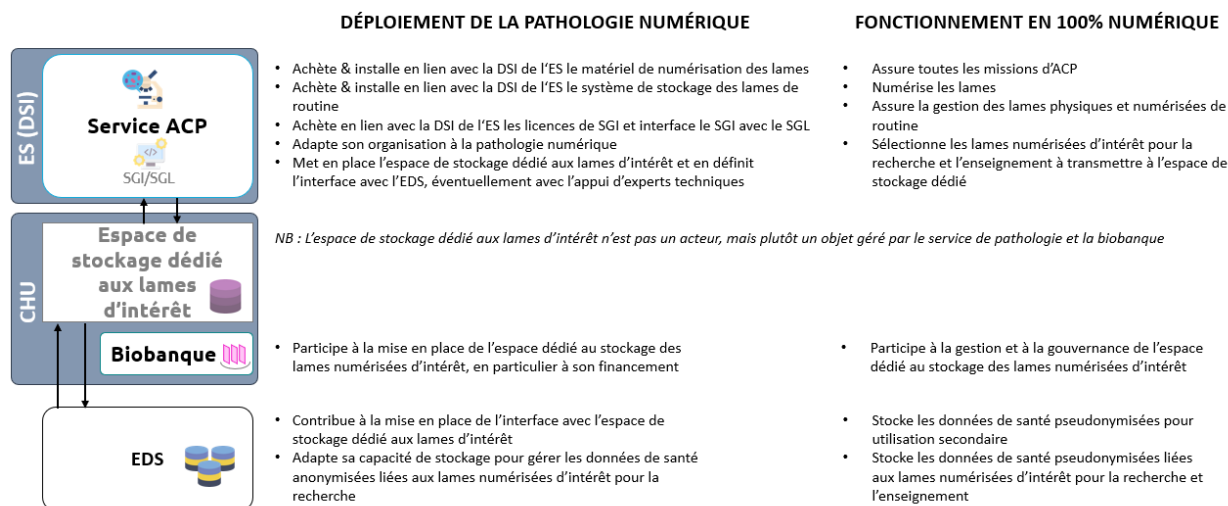 DÉPLOIEMENT DE LA PATHOLOGIE NUMÉRIQUE
FONCTIONNEMENT EN 100% NUMÉRIQUE
ES (DSI)
Service ACP
SGI/SGL
• Achète & installe en lien avec la DSI de l'ES le matériel de numérisation des lames
• Achète & installe en lien avec la DSI de l'ES le système de stockage des lames de
routine
• Achète en lien avec la DSI de l'ES les licences de SGI et interface le SGI avec le SGL
• Adapte son organisation à la pathologie numérique
• Met en place l'espace de stockage dédié aux lames d'intérêt et en définit
l'interface avec l'EDS, éventuellement avec l'appui d'experts techniques
• Assure toutes les missions d'ACP
• Numérise les lames
• Assure la gestion des lames physiques et numérisées de
routine
• Sélectionne les lames numérisées d'intérêt pour la
recherche et l'enseignement à transmettre à l'espace de
stockage dédié
CHU
Espace de
stockage dédié
aux lames
d'intérêt
NB : L'espace de stockage dédié aux lames d'intérêt n'est pas un acteur, mais plutôt un objet géré par le service de pathologie et la biobanque
Biobanque
• Participe à la mise en place de l'espace dédié au stockage des
lames numérisées d'intérêt, en particulier à son financement
• Participe à la gestion et à la gouvernance de l'espace
dédié au stockage des lames numérisées d'intérêt
EDS
• Contribue à la mise en place de l'interface avec l'espace de
stockage dédié aux lames d'intérêt
• Adapte sa capacité de stockage pour gérer les données de santé
anonymisées liées aux lames numérisées d'intérêt pour la
recherche
• Stocke les données de santé pseudonymisées pour
utilisation secondaire
• Stocke les données de santé pseudonymisées liées
aux lames numérisées d'intérêt pour la recherche et
l'enseignement